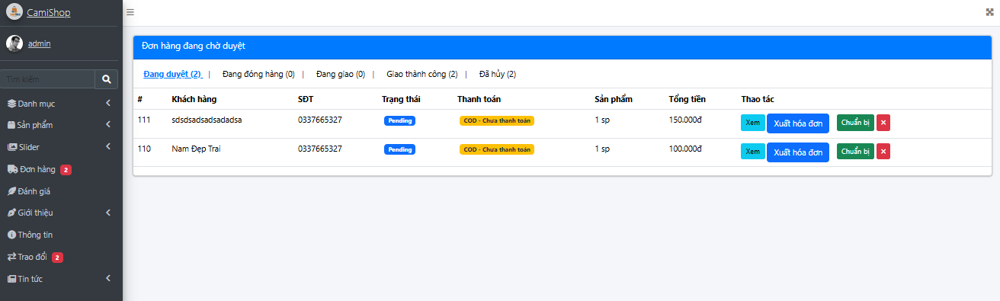 CamiShop
admin
Tìm kiếm
Danh mục
Sản phẩm
Slider
Đơn hàng 2
Đánh giá
Giới thiệu
Thông tin
Trao đổi 2
Tin tức
Đơn hàng đang chờ duyệt
Đang duyệt (2) | Đang đóng hàng (0) | Đang giao (0) | Giao thành công (2) | Đã hủy (2)
# Khách hàng SĐT Trạng thái Thanh toán Sản phẩm Tổng tiền Thao tác
111 sdsdsadsadsadadsa 0337665327 Pending COD - Chưa thanh toán 1 sp 150.000đ Xem Xuất hóa đơn Chuẩn bị ×
110 Nam Đẹp Trai 0337665327 Pending COD - Chưa thanh toán 1 sp 100.000đ Xem Xuất hóa đơn Chuẩn bị ×